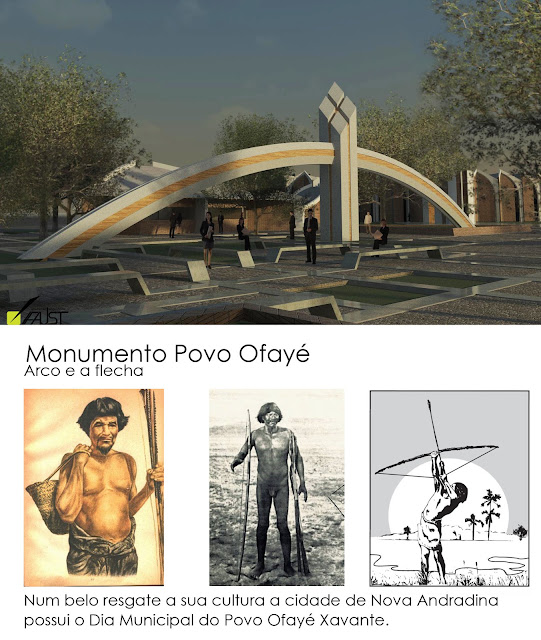 FAUST
Monumento Povo Ofayé
Arco e a flecha
Num belo resgate a sua cultura a cidade de Nova Andradina
possui o Dia Municipal do Povo Ofayé Xavante.